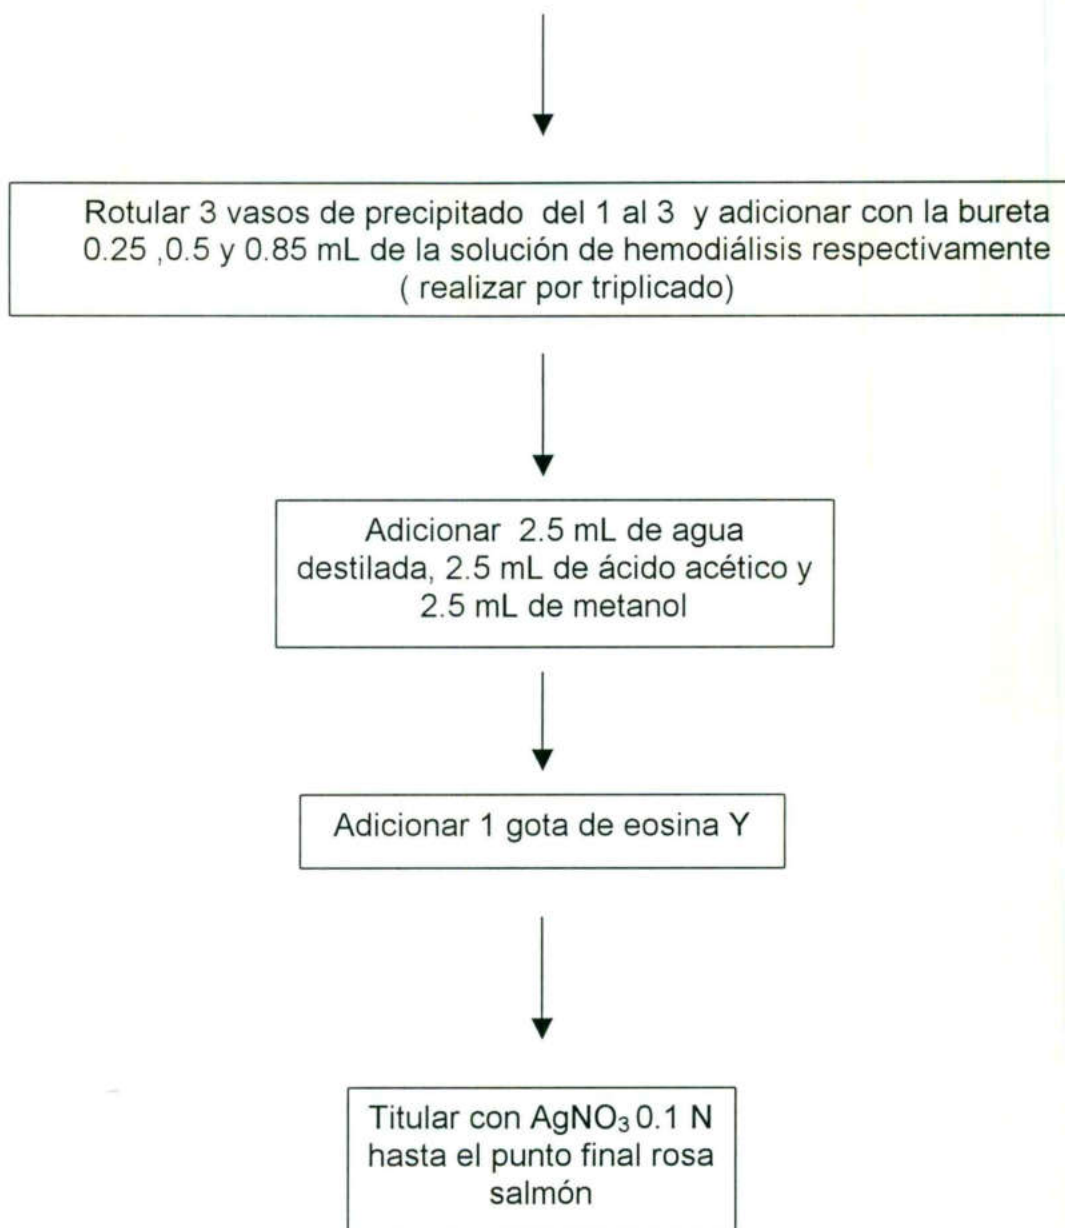 Rotular 3 vasos de precipitado del 1 al 3 y adicionar con la bureta
0.25 ,0.5 y 0.85 mL de la solución de hemodiálisis respectivamente
( realizar por triplicado)
Adicionar 2.5 mL de agua
destilada, 2.5 mL de ácido acético y
2.5 mL de metanol
Adicionar 1 gota de eosina Y
Titular con AgNO₃ 0.1 N
hasta el punto final rosa
salmón